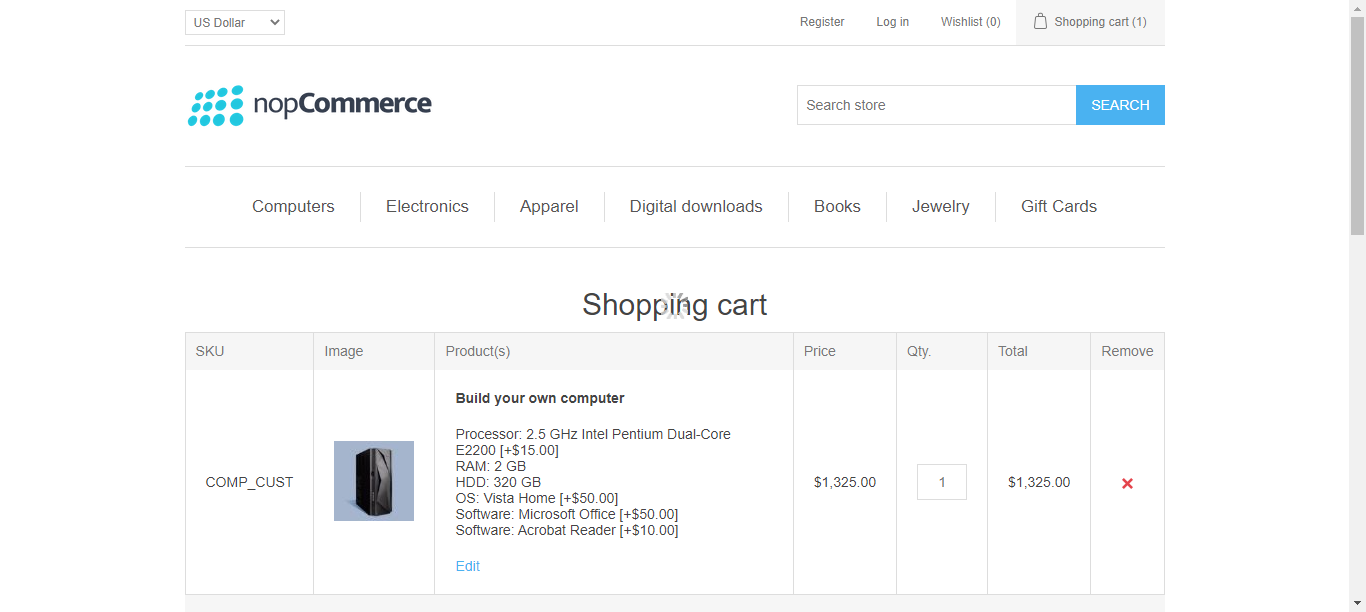 US Dollar
Register
Log in
Wishlist (0)
Shopping cart (1)
nopCommerce
Search store
SEARCH
Computers
Electronics
Apparel
Digital downloads
Books
Jewelry
Gift Cards
Shopping cart
SKU
Image
Product(s)
Price
Qty.
Total
Remove
COMP_CUST
Build your own computer
Processor: 2.5 GHz Intel Pentium Dual-Core
E2200 [+$15.00]
RAM: 2 GB
HDD: 320 GB
OS: Vista Home [+$50.00]
Software: Microsoft Office [+$50.00]
Software: Acrobat Reader [+$10.00]
Edit
$1,325.00
1
$1,325.00